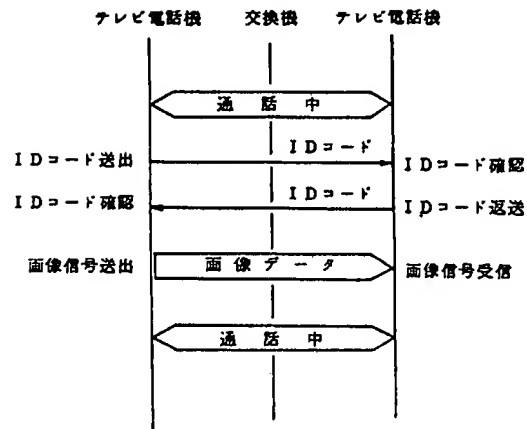 テレビ電話機 交換機 テレビ電話機
通話中
IDコード
IDコード送出 IDコード確認
IDコード
IDコード確認 IDコード返送
画像信号送出 画像データ 画像信号受信
通話中